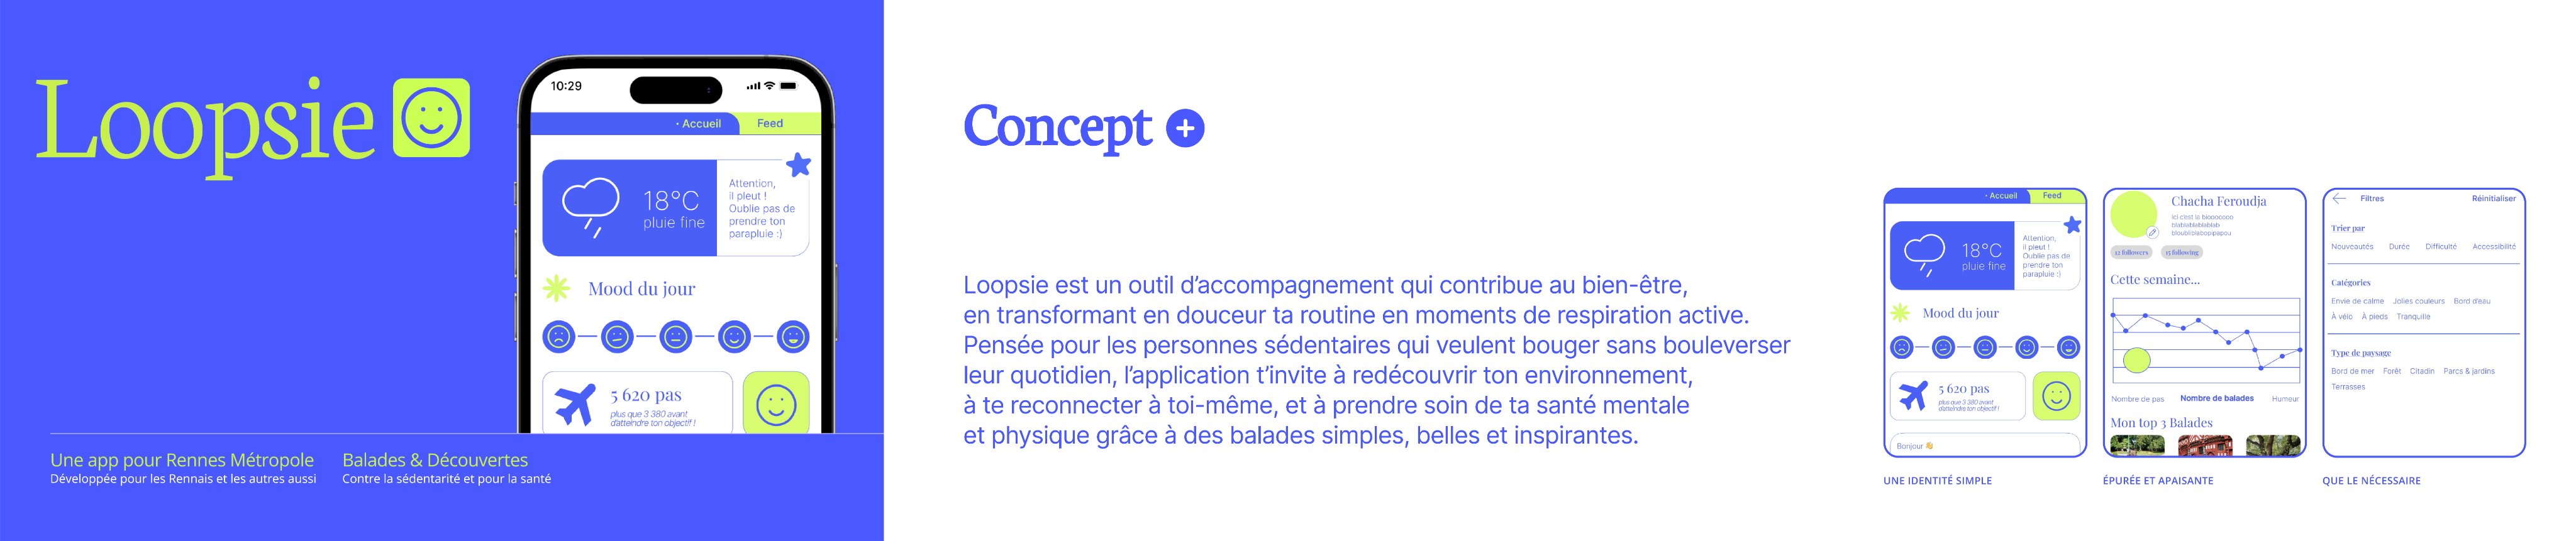 Loopsie
10:29
• Accueil
Feed
18°C
pluie fine
Attention,
il pleut !
Oublie pas de
prendre ton
parapluie :)
Mood du jour
5 620 pas
plus que 3 380 avant
d'atteindre ton objectif !
Une app pour Rennes Métropole
Développée pour les Rennais et les autres aussi
Balades & Découvertes
Contre la sédentarité et pour la santé
Concept
Loopsie est un outil d'accompagnement qui contribue au bien-être,
en transformant en douceur ta routine en moments de respiration active.
Pensée pour les personnes sédentaires qui veulent bouger sans bouleverser
leur quotidien, l'application t'invite à redécouvrir ton environnement,
à te reconnecter à toi-même, et à prendre soin de ta santé mentale
et physique grâce à des balades simples, belles et inspirantes.
• Accueil
Feed
18°C
pluie fine
Attention,
il pleut !
Oublie pas de
prendre ton
parapluie :)
Mood du jour
5 620 pas
plus que 3 380 avant
d'atteindre ton objectif !
Bonjour 👋
UNE IDENTITÉ SIMPLE
Chacha Feroudja
12 followers
15 following
Cette semaine...
Nombre de pas
Nombre de balades
Humeur
Mon top 3 Balades
ÉPURÉE ET APAISANTE
Filtres
Réinitialiser
Trier par
Nouveautés
Durée
Difficulté
Accessibilité
Catégories
Envie de calme
Jolies couleurs
Bord d'eau
À vélo
À pieds
Tranquille
Type de paysage
Bord de mer
Forêt
Citadin
Parcs & jardins
Terrasses
QUE LE NÉCESSAIRE